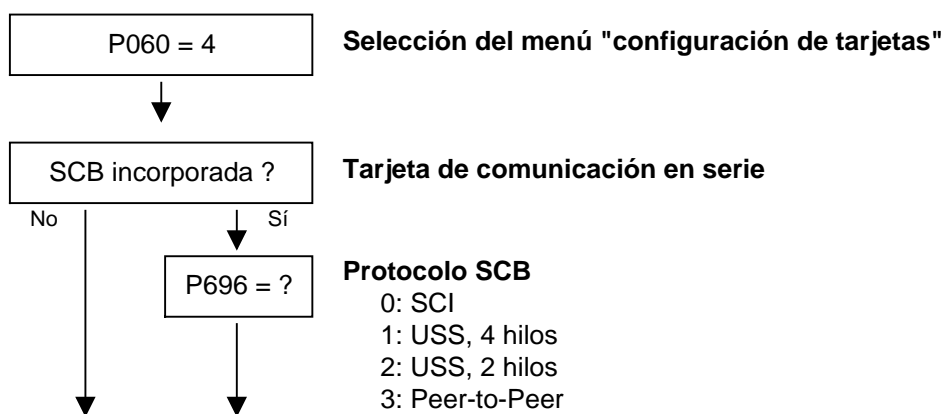 P060 = 4
Selección del menú "configuración de tarjetas"
SCB incorporada ?
Tarjeta de comunicación en serie
No
Sí
P696 = ?
Protocolo SCB
0: SCI
1: USS, 4 hilos
2: USS, 2 hilos
3: Peer-to-Peer